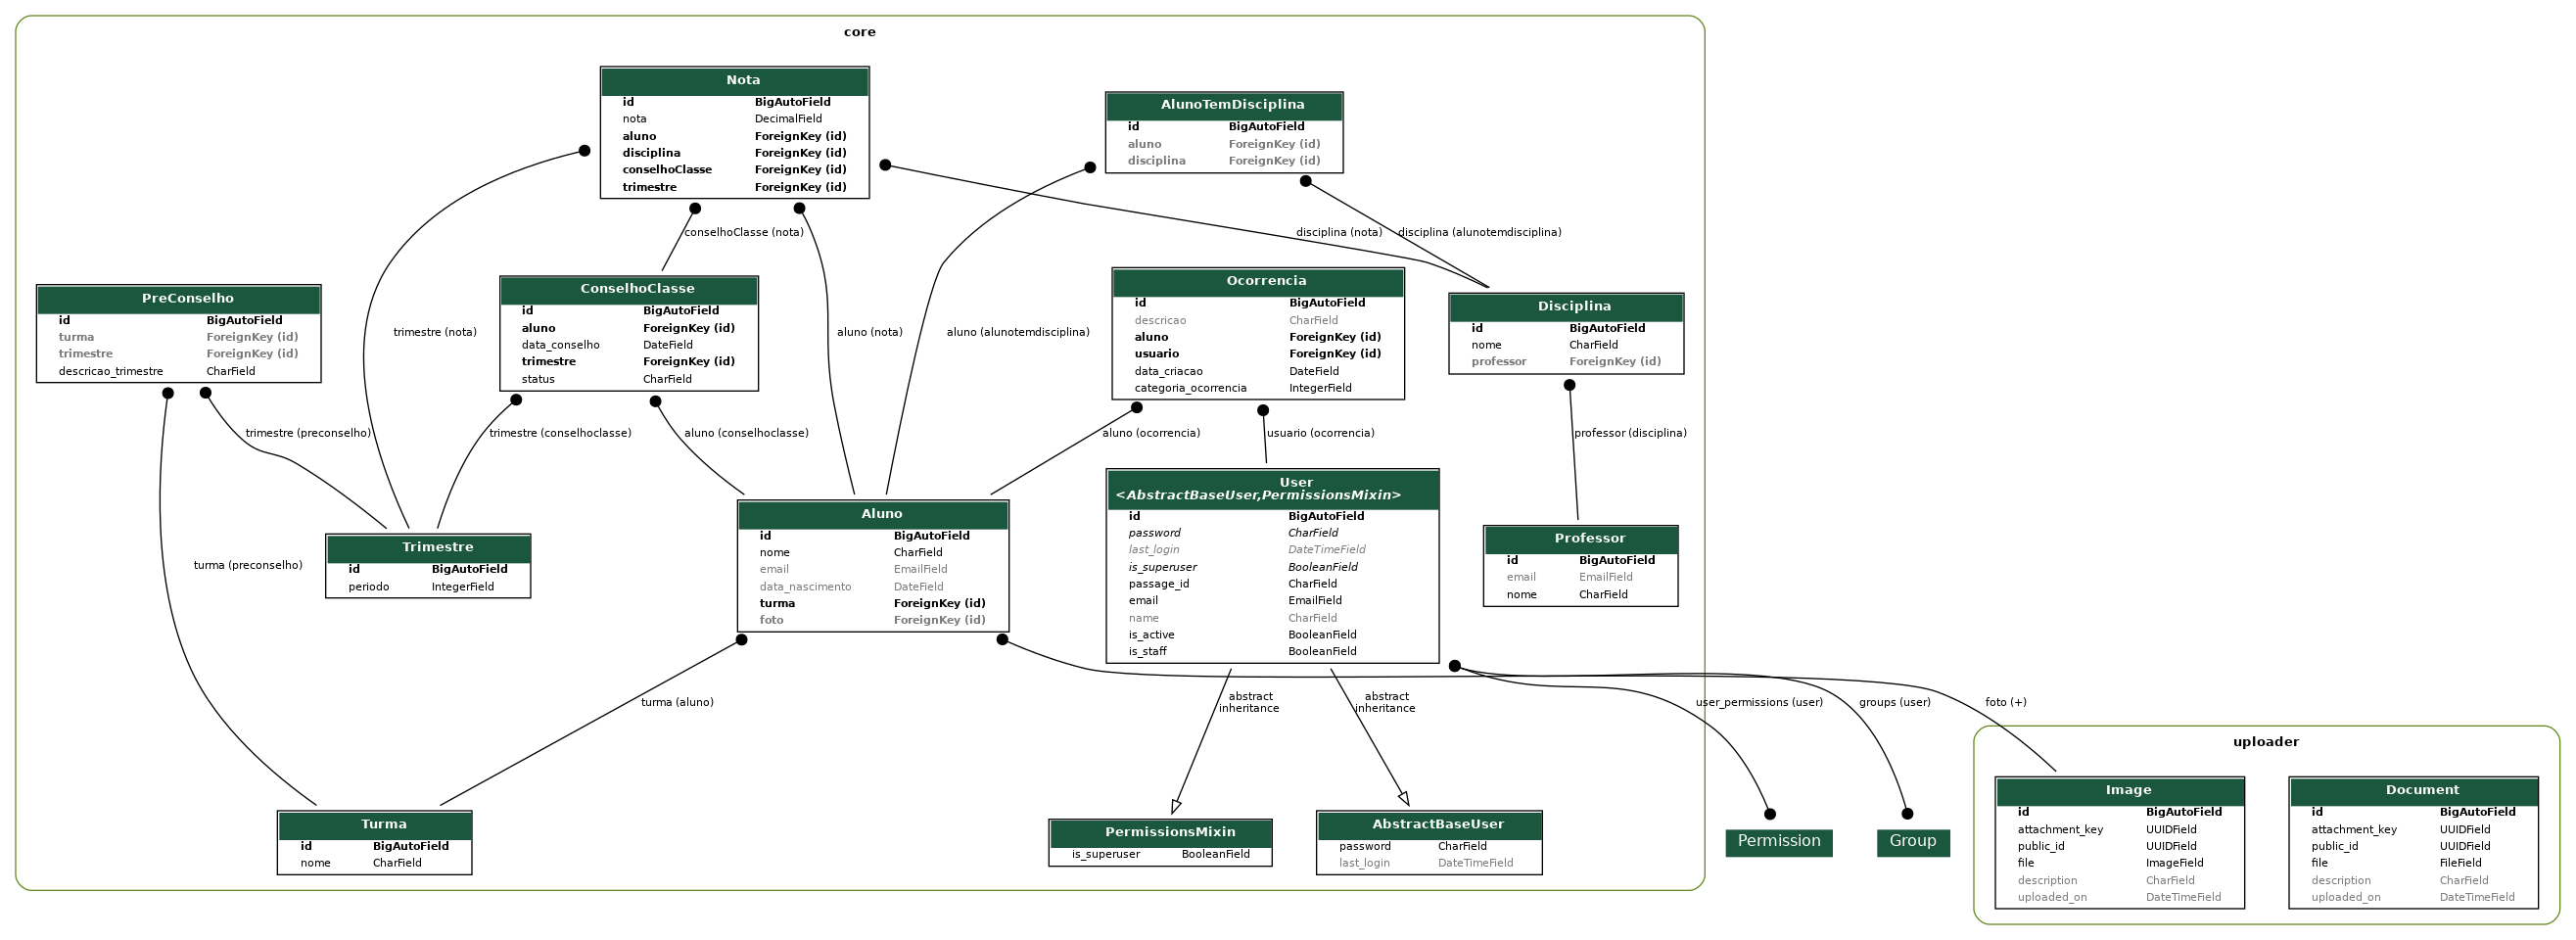 core
Nota
id BigAutoField
nota DecimalField
aluno ForeignKey (id)
disciplina ForeignKey (id)
conselhoClasse ForeignKey (id)
trimestre ForeignKey (id)
AlunoTemDisciplina
id BigAutoField
aluno ForeignKey (id)
disciplina ForeignKey (id)
conselhoClasse (nota)
disciplina (nota)
disciplina (alunotemdisciplina)
PreConselho
id BigAutoField
turma ForeignKey (id)
trimestre ForeignKey (id)
descricao_trimestre CharField
trimestre (nota)
ConselhoClasse
id BigAutoField
aluno ForeignKey (id)
data_conselho DateField
trimestre ForeignKey (id)
status CharField
aluno (nota)
aluno (alunotemdisciplina)
Ocorrencia
id BigAutoField
descricao CharField
aluno ForeignKey (id)
usuario ForeignKey (id)
data_criacao DateField
categoria_ocorrencia IntegerField
Disciplina
id BigAutoField
nome CharField
professor ForeignKey (id)
trimestre (preconselho)
trimestre (conselhoclasse)
aluno (conselhoclasse)
aluno (ocorrencia)
usuario (ocorrencia)
professor (disciplina)
turma (preconselho)
Trimestre
id BigAutoField
periodo IntegerField
Aluno
id BigAutoField
nome CharField
email EmailField
data_nascimento DateField
turma ForeignKey (id)
foto ForeignKey (id)
User
<AbstractBaseUser,PermissionsMixin>
id BigAutoField
password CharField
last_login DateTimeField
is_superuser BooleanField
passage_id CharField
email EmailField
name CharField
is_active BooleanField
is_staff BooleanField
Professor
id BigAutoField
email EmailField
nome CharField
turma (aluno)
abstract
inheritance
abstract
inheritance
user_permissions (user)
groups (user)
foto (+)
Turma
id BigAutoField
nome CharField
PermissionsMixin
is_superuser BooleanField
AbstractBaseUser
password CharField
last_login DateTimeField
Permission
Group
uploader
Image
id BigAutoField
attachment_key UUIDField
public_id UUIDField
file ImageField
description CharField
uploaded_on DateTimeField
Document
id BigAutoField
attachment_key UUIDField
public_id UUIDField
file FileField
description CharField
uploaded_on DateTimeField